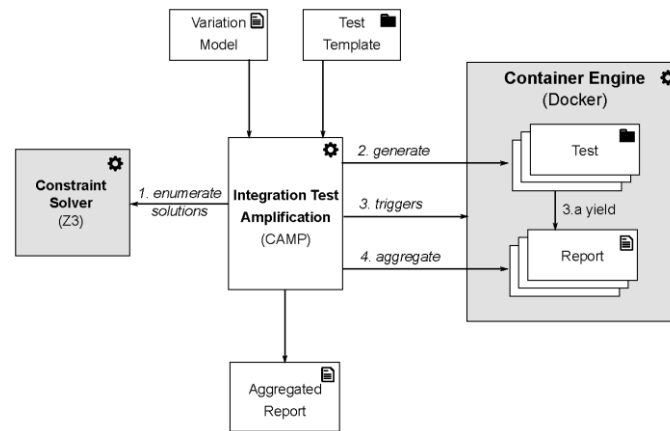 Variation
Model
Test
Template
Container Engine
(Docker)
Test
2. generate
Constraint
Solver
(Z3)
1. enumerate
solutions
Integration Test
Amplification
(CAMP)
3. triggers
3.a yield
4. aggregate
Report
Aggregated
Report